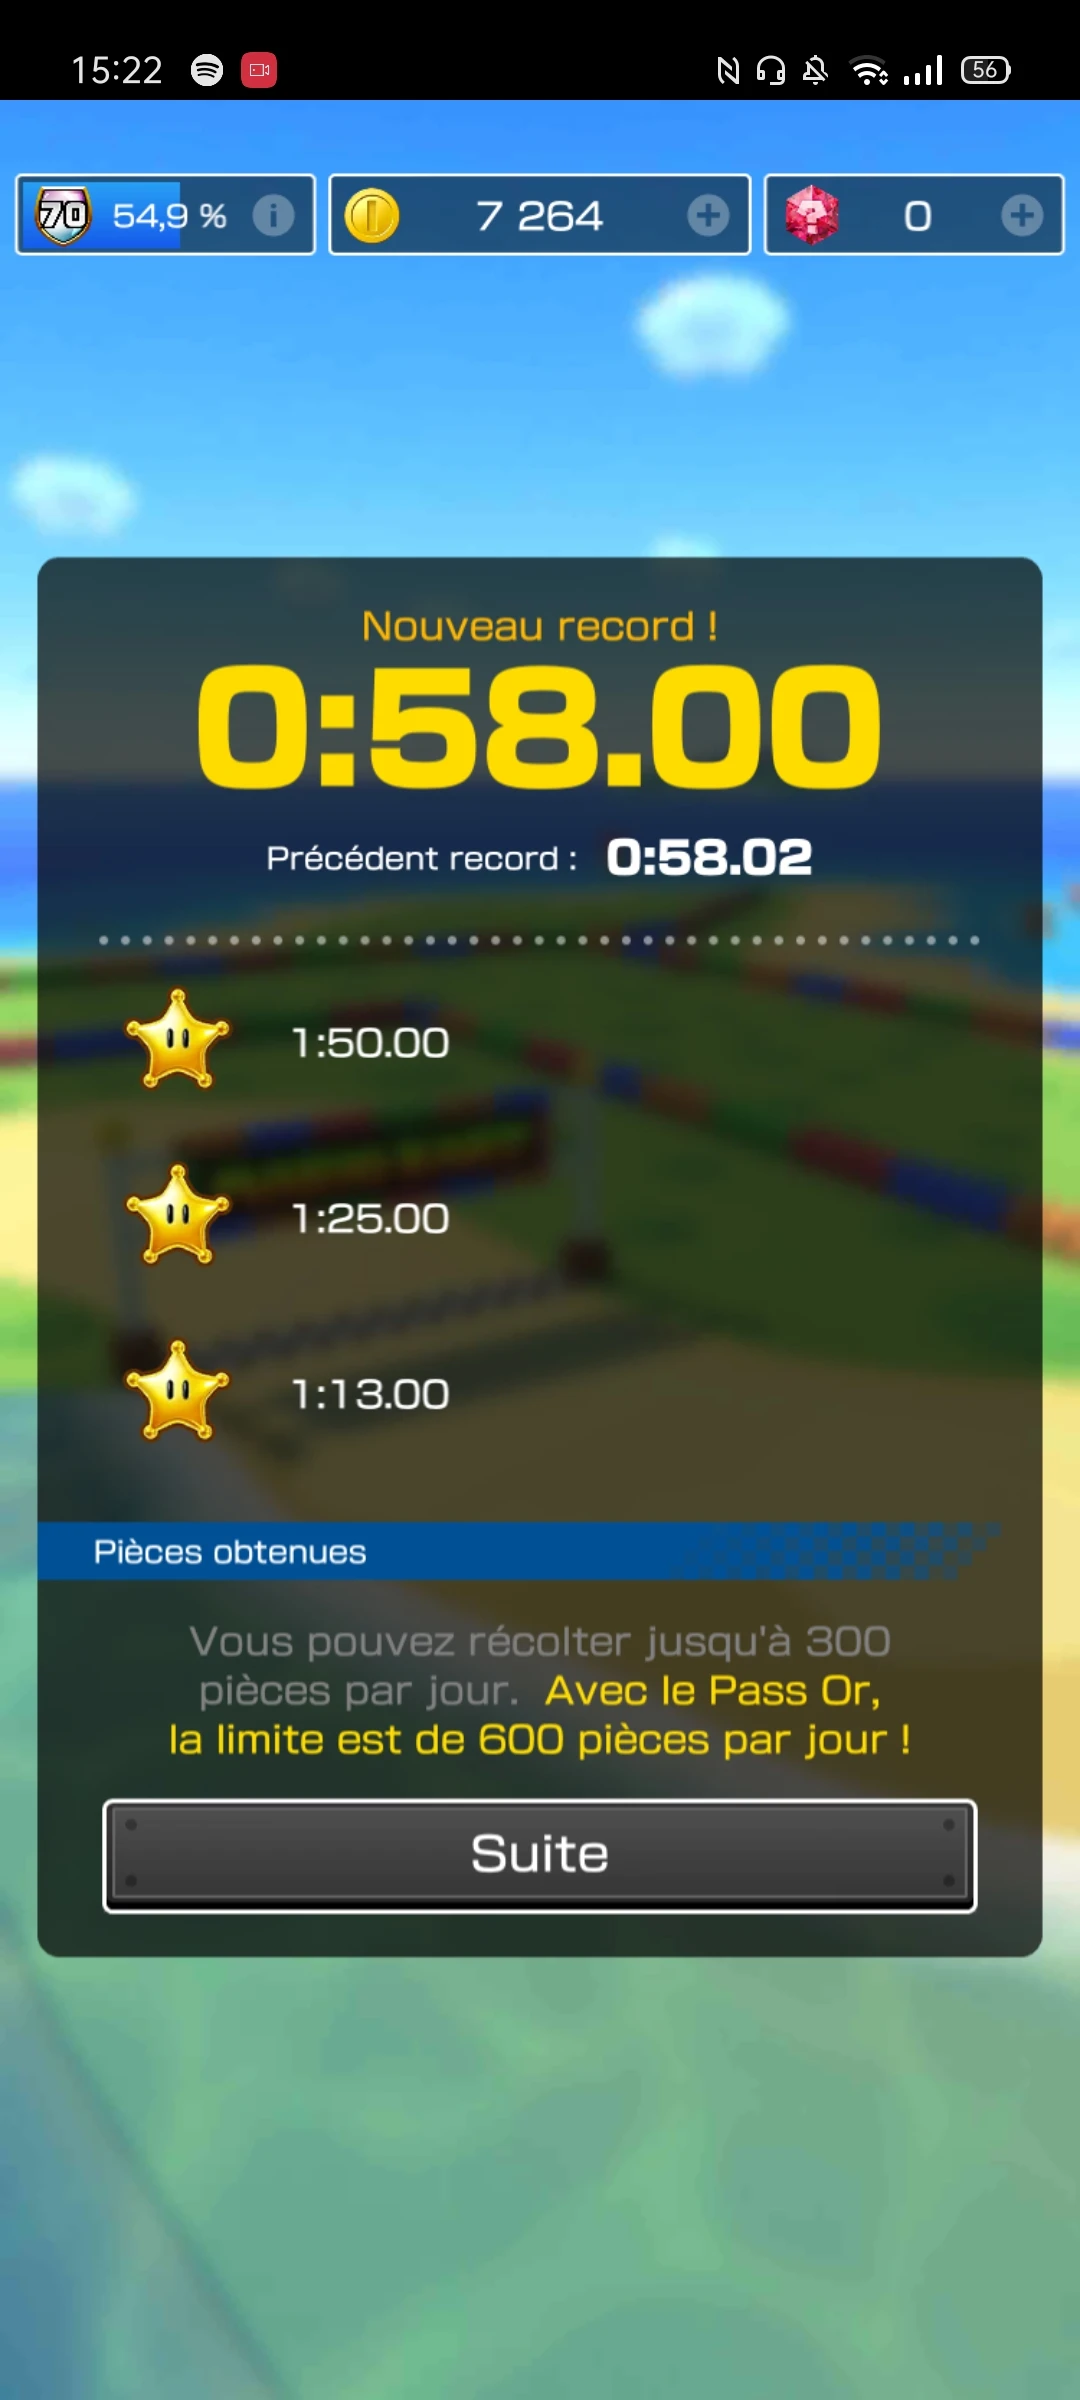 15:22
56
70 54,9 % i 7 264 + 0 +
Nouveau record !
0:58.00
Précédent record : 0:58.02
1:50.00
1:25.00
1:13.00
Pièces obtenues
Vous pouvez récolter jusqu'à 300
pièces par jour. Avec le Pass Or,
la limite est de 600 pièces par jour !
Suite